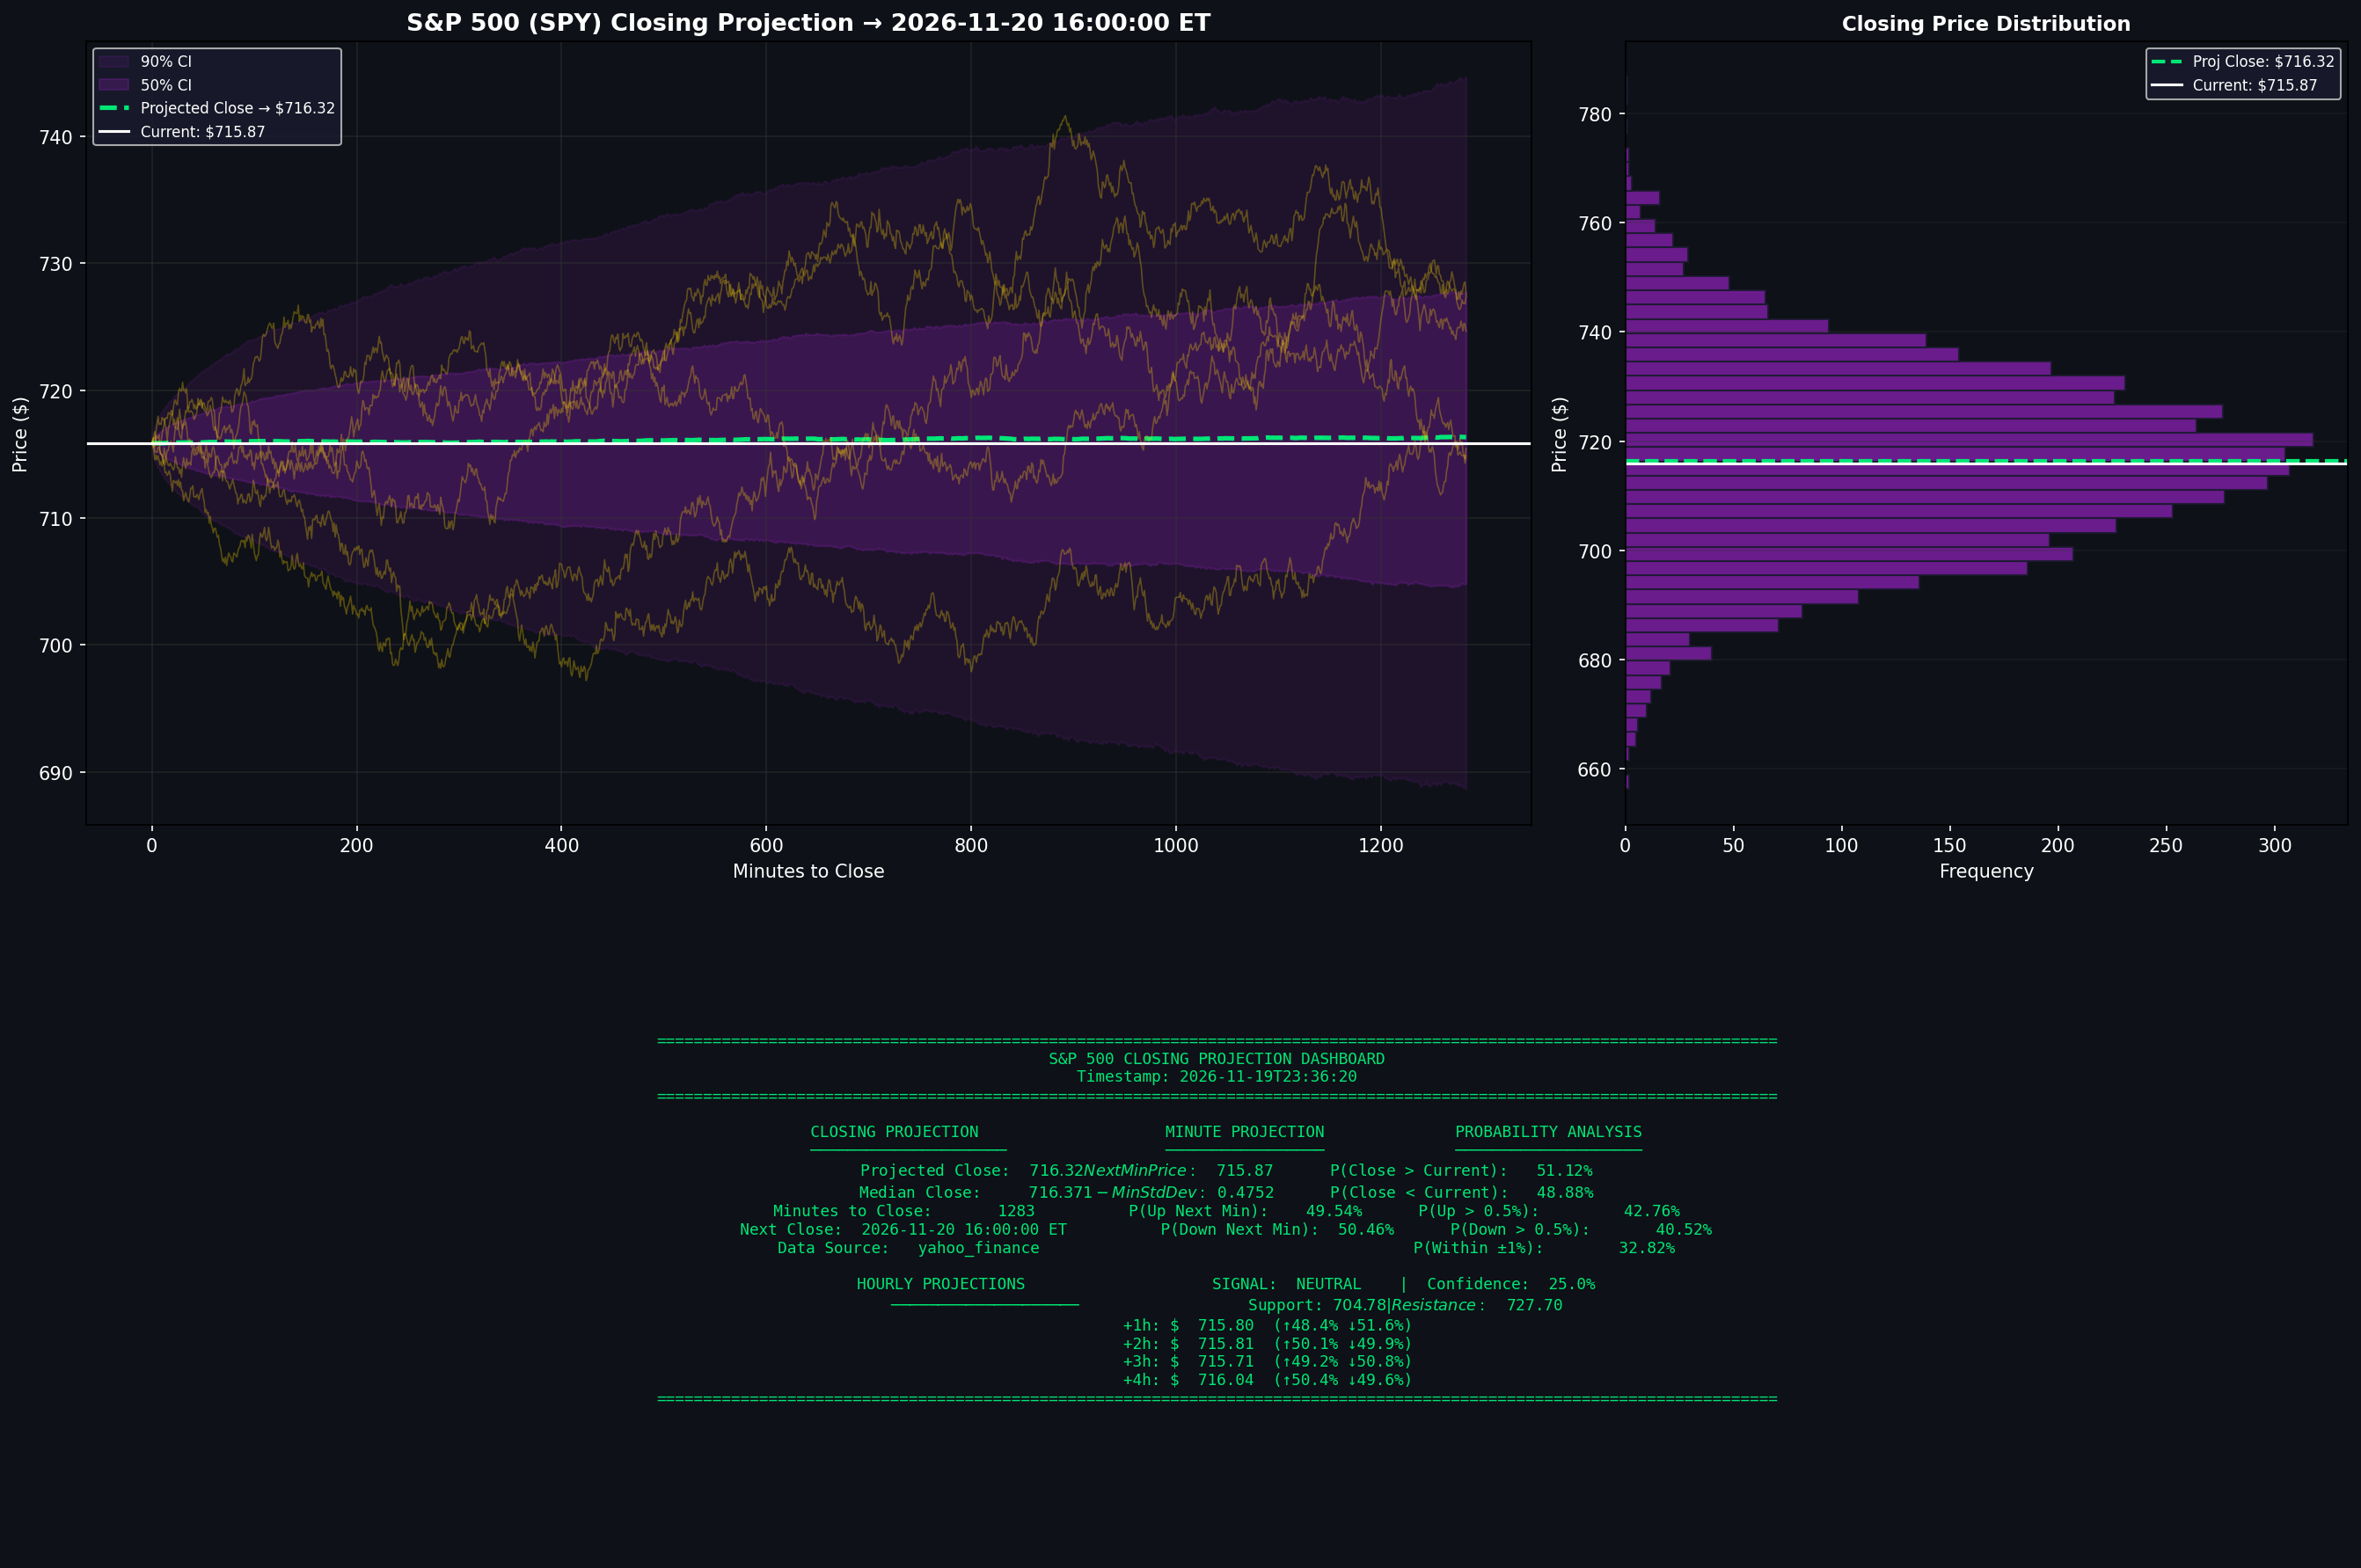 S&P 500 (SPY) Closing Projection → 2026-11-20 16:00:00 ET
90% CI
50% CI
Projected Close → $716.32
Current: $715.87
Price ($)
740
730
720
710
700
690
0 200 400 600 800 1000 1200
Minutes to Close
Closing Price Distribution
Proj Close: $716.32
Current: $715.87
Price ($)
780
760
740
720
700
680
660
0 50 100 150 200 250 300
Frequency
S&P 500 CLOSING PROJECTION DASHBOARD
Timestamp: 2026-11-19T23:36:20
CLOSING PROJECTION MINUTE PROJECTION PROBABILITY ANALYSIS
Projected Close: 716.32NextMinPrice: 715.87 P(Close > Current): 51.12%
Median Close: 716.371−MinStdDev: 0.4752 P(Close < Current): 48.88%
Minutes to Close: 1283 P(Up Next Min): 49.54% P(Up > 0.5%): 42.76%
Next Close: 2026-11-20 16:00:00 ET P(Down Next Min): 50.46% P(Down > 0.5%): 40.52%
Data Source: yahoo_finance P(Within ±1%): 32.82%
HOURLY PROJECTIONS SIGNAL: NEUTRAL | Confidence: 25.0%
Support: 704.78|Resistance: 727.70
+1h: $ 715.80 (↑48.4% ↓51.6%)
+2h: $ 715.81 (↑50.1% ↓49.9%)
+3h: $ 715.71 (↑49.2% ↓50.8%)
+4h: $ 716.04 (↑50.4% ↓49.6%)